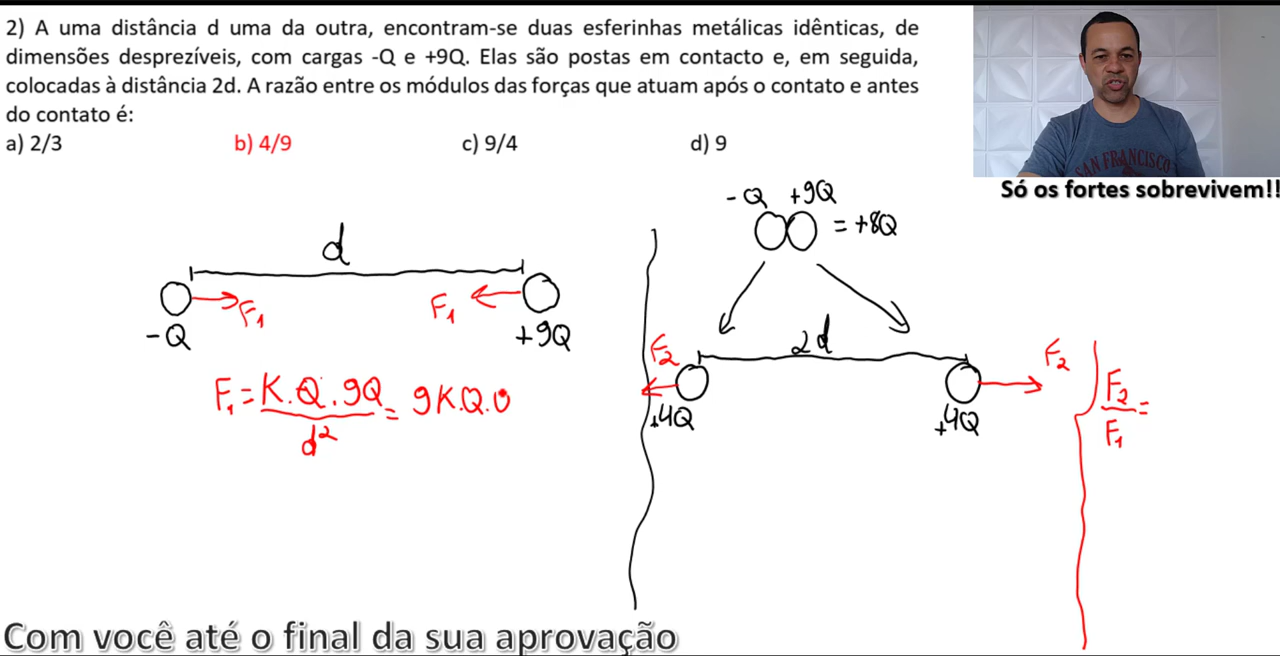 2) A uma distância d uma da outra, encontram-se duas esferinhas metálicas idênticas, de
dimensões desprezíveis, com cargas -Q e +9Q. Elas são postas em contacto e, em seguida,
colocadas à distância 2d. A razão entre os módulos das forças que atuam após o contato e antes
do contato é:
a) 2/3 b) 4/9 c) 9/4 d) 9
SAN FRANCISCO
Só os fortes sobrevivem!!
-Q +9Q
= +8Q
d
F₁ F₁
-Q +9Q
F₁ = K.Q.9Q/d² = 9K.Q.Q
2d
F₂ F₂
+4Q +4Q
F₂/F₁ =
Com você até o final da sua aprovação